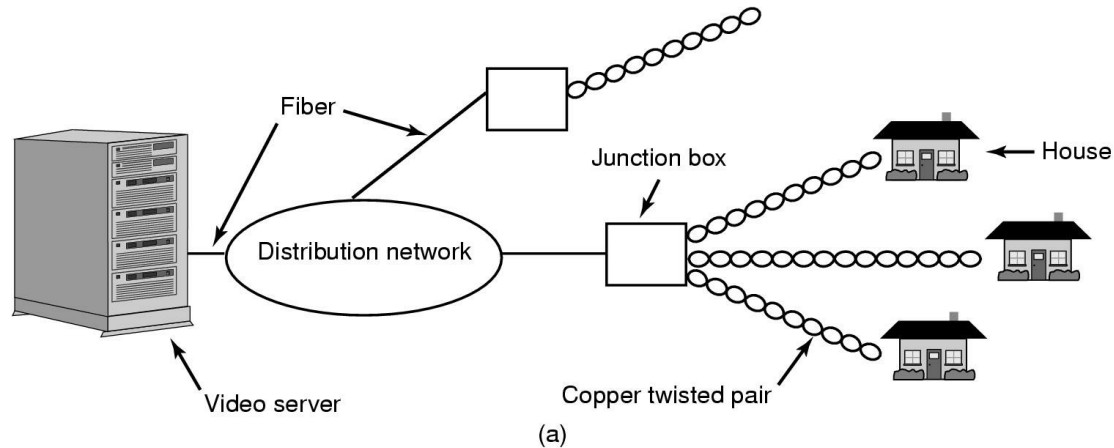 Fiber
Junction box
House
Distribution network
Video server
Copper twisted pair
(a)